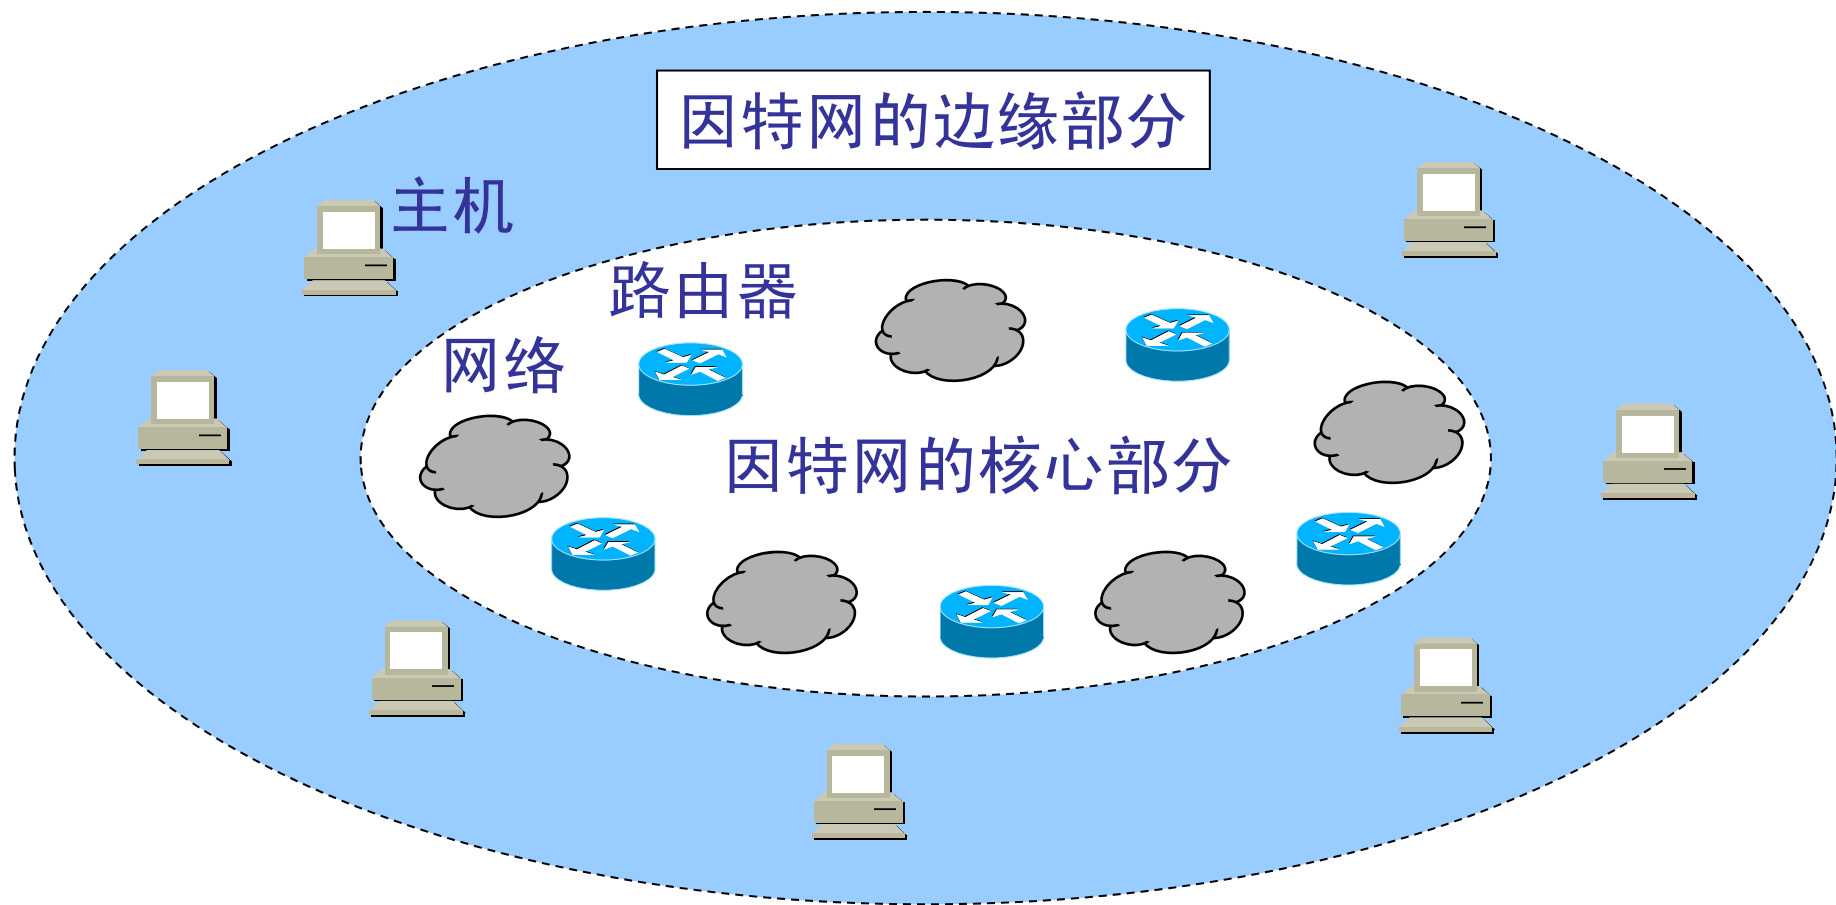 因特网的边缘部分
主机
路由器
网络
因特网的核心部分